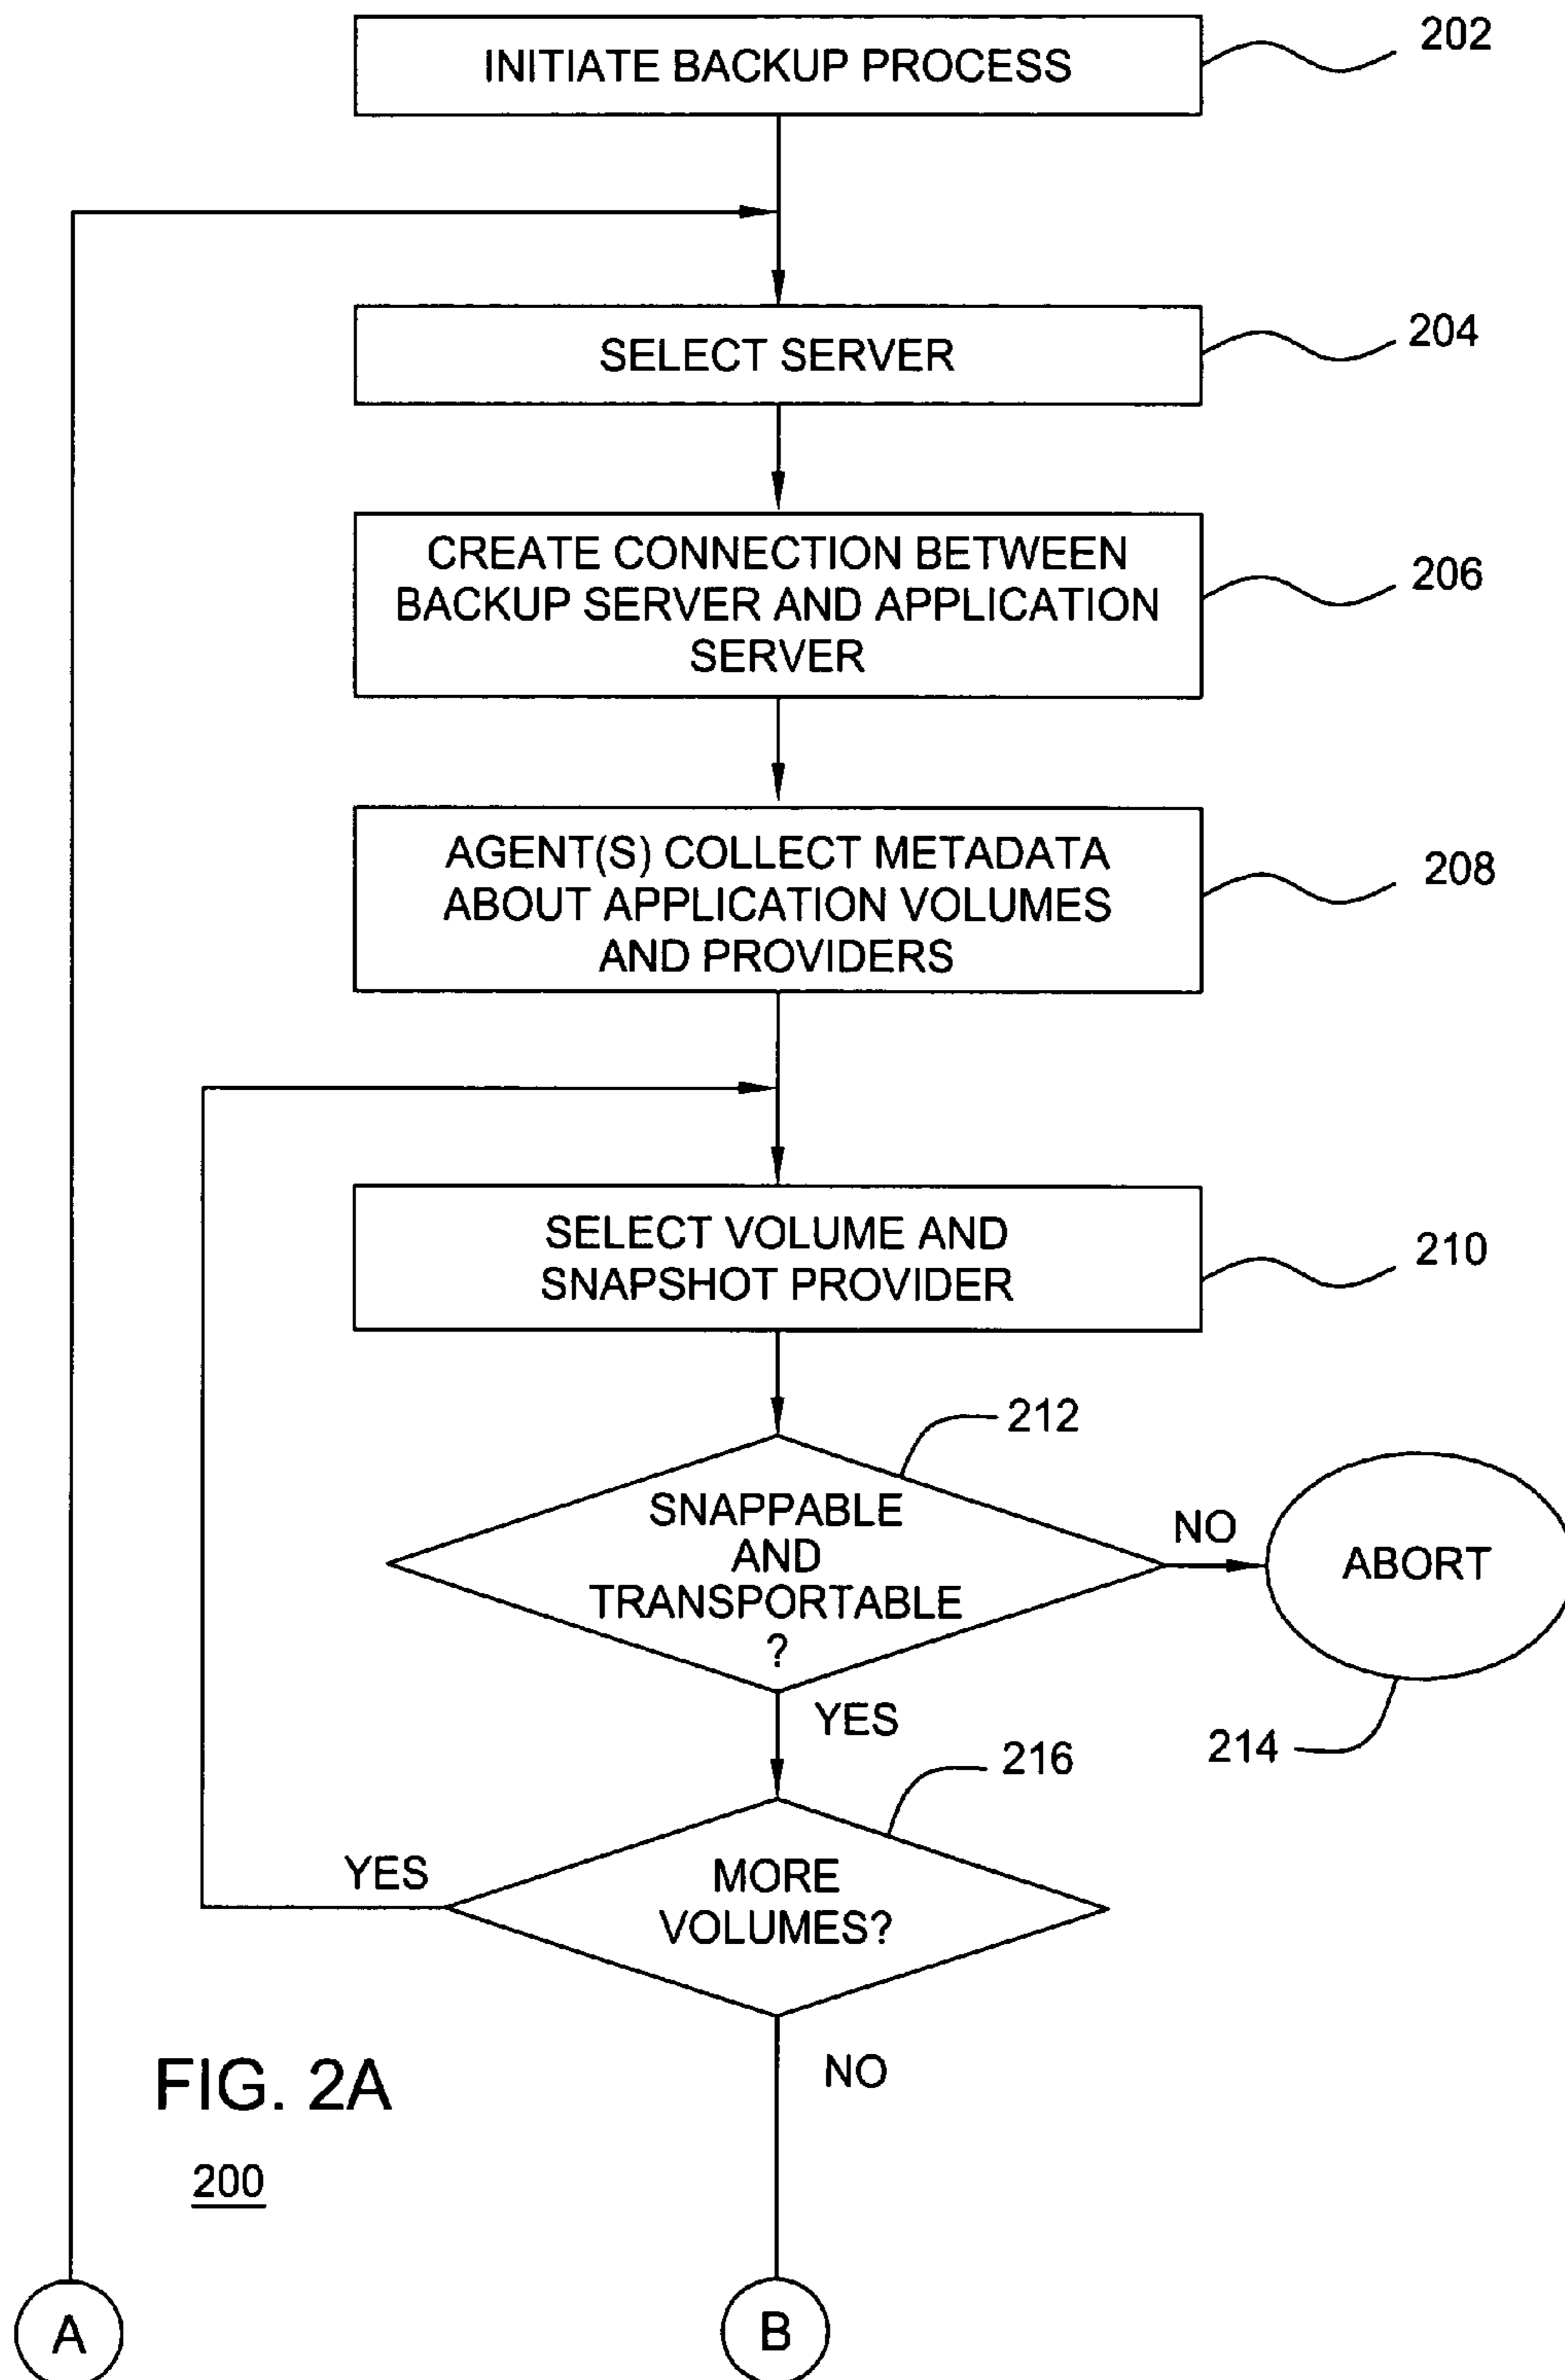 INITIATE BACKUP PROCESS
202
SELECT SERVER
204
CREATE CONNECTION BETWEEN
BACKUP SERVER AND APPLICATION
SERVER
206
AGENT(S) COLLECT METADATA
ABOUT APPLICATION VOLUMES
AND PROVIDERS
208
SELECT VOLUME AND
SNAPSHOT PROVIDER
210
212
SNAPPABLE
AND
TRANSPORTABLE
?
NO
ABORT
214
YES
216
MORE
VOLUMES?
YES
NO
FIG. 2A
200
A
B